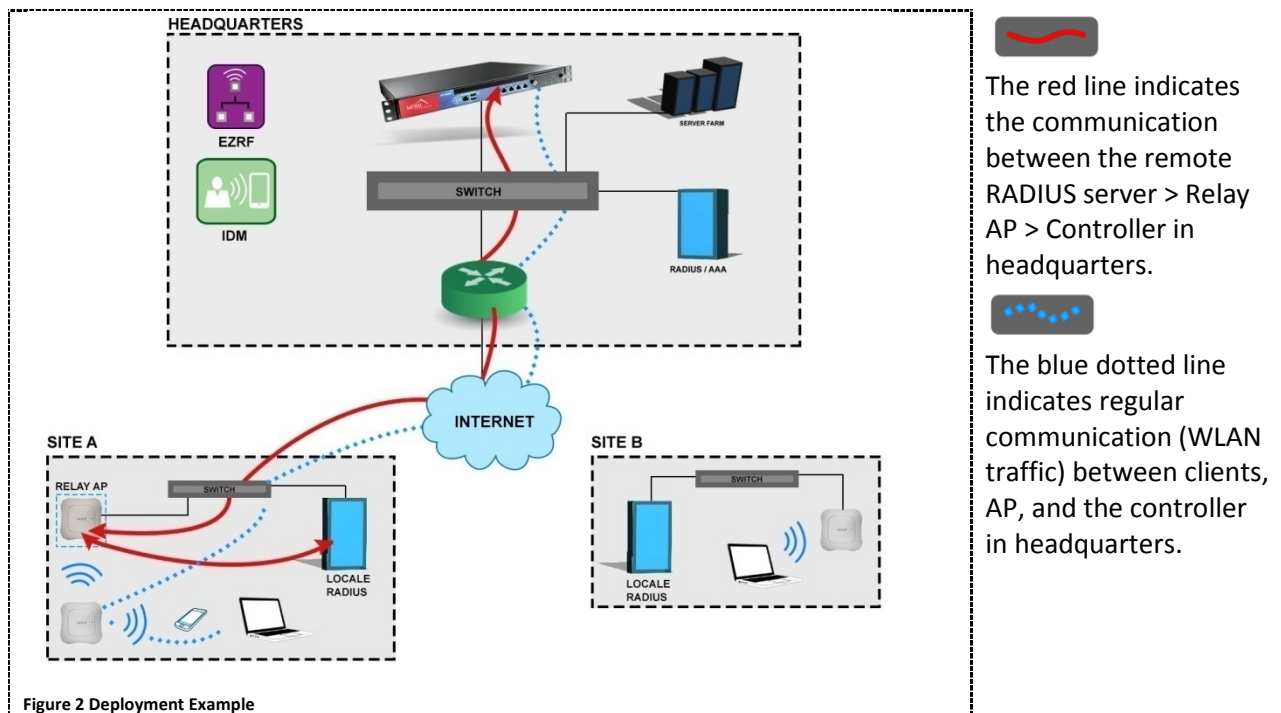 HEADQUARTERS
EZRF
IDM
SERVER FARM
SWITCH
RADIUS / AAA
INTERNET
SITE A
RELAY AP
SWITCH
LOCALE
RADIUS
SITE B
SWITCH
LOCALE
RADIUS
Figure 2 Deployment Example
The red line indicates
the communication
between the remote
RADIUS server > Relay
AP > Controller in
headquarters.
The blue dotted line
indicates regular
communication (WLAN
traffic) between clients,
AP, and the controller
in headquarters.